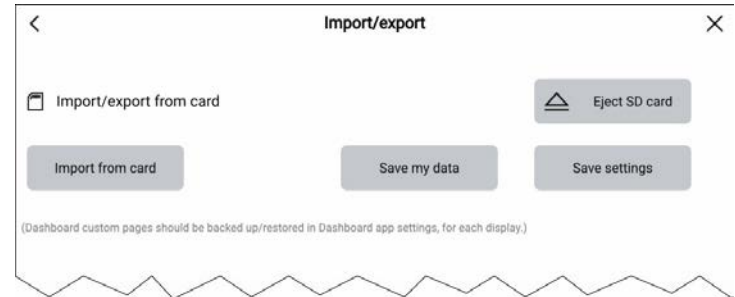 Import/export
Import/export from card
Eject SD card
Import from card
Save my data
Save settings
(Dashboard custom pages should be backed up/restored in Dashboard app settings, for each display.)